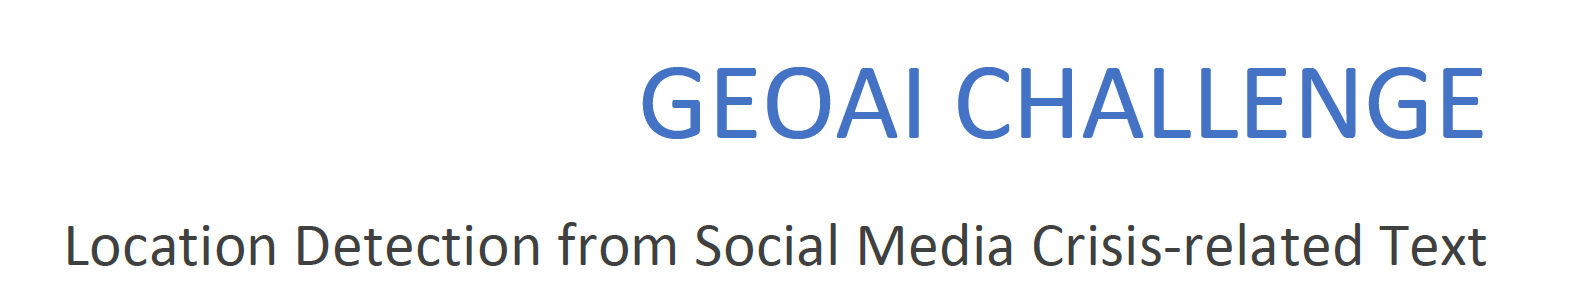 GEOAI CHALLENGE
Location Detection from Social Media Crisis-related Text